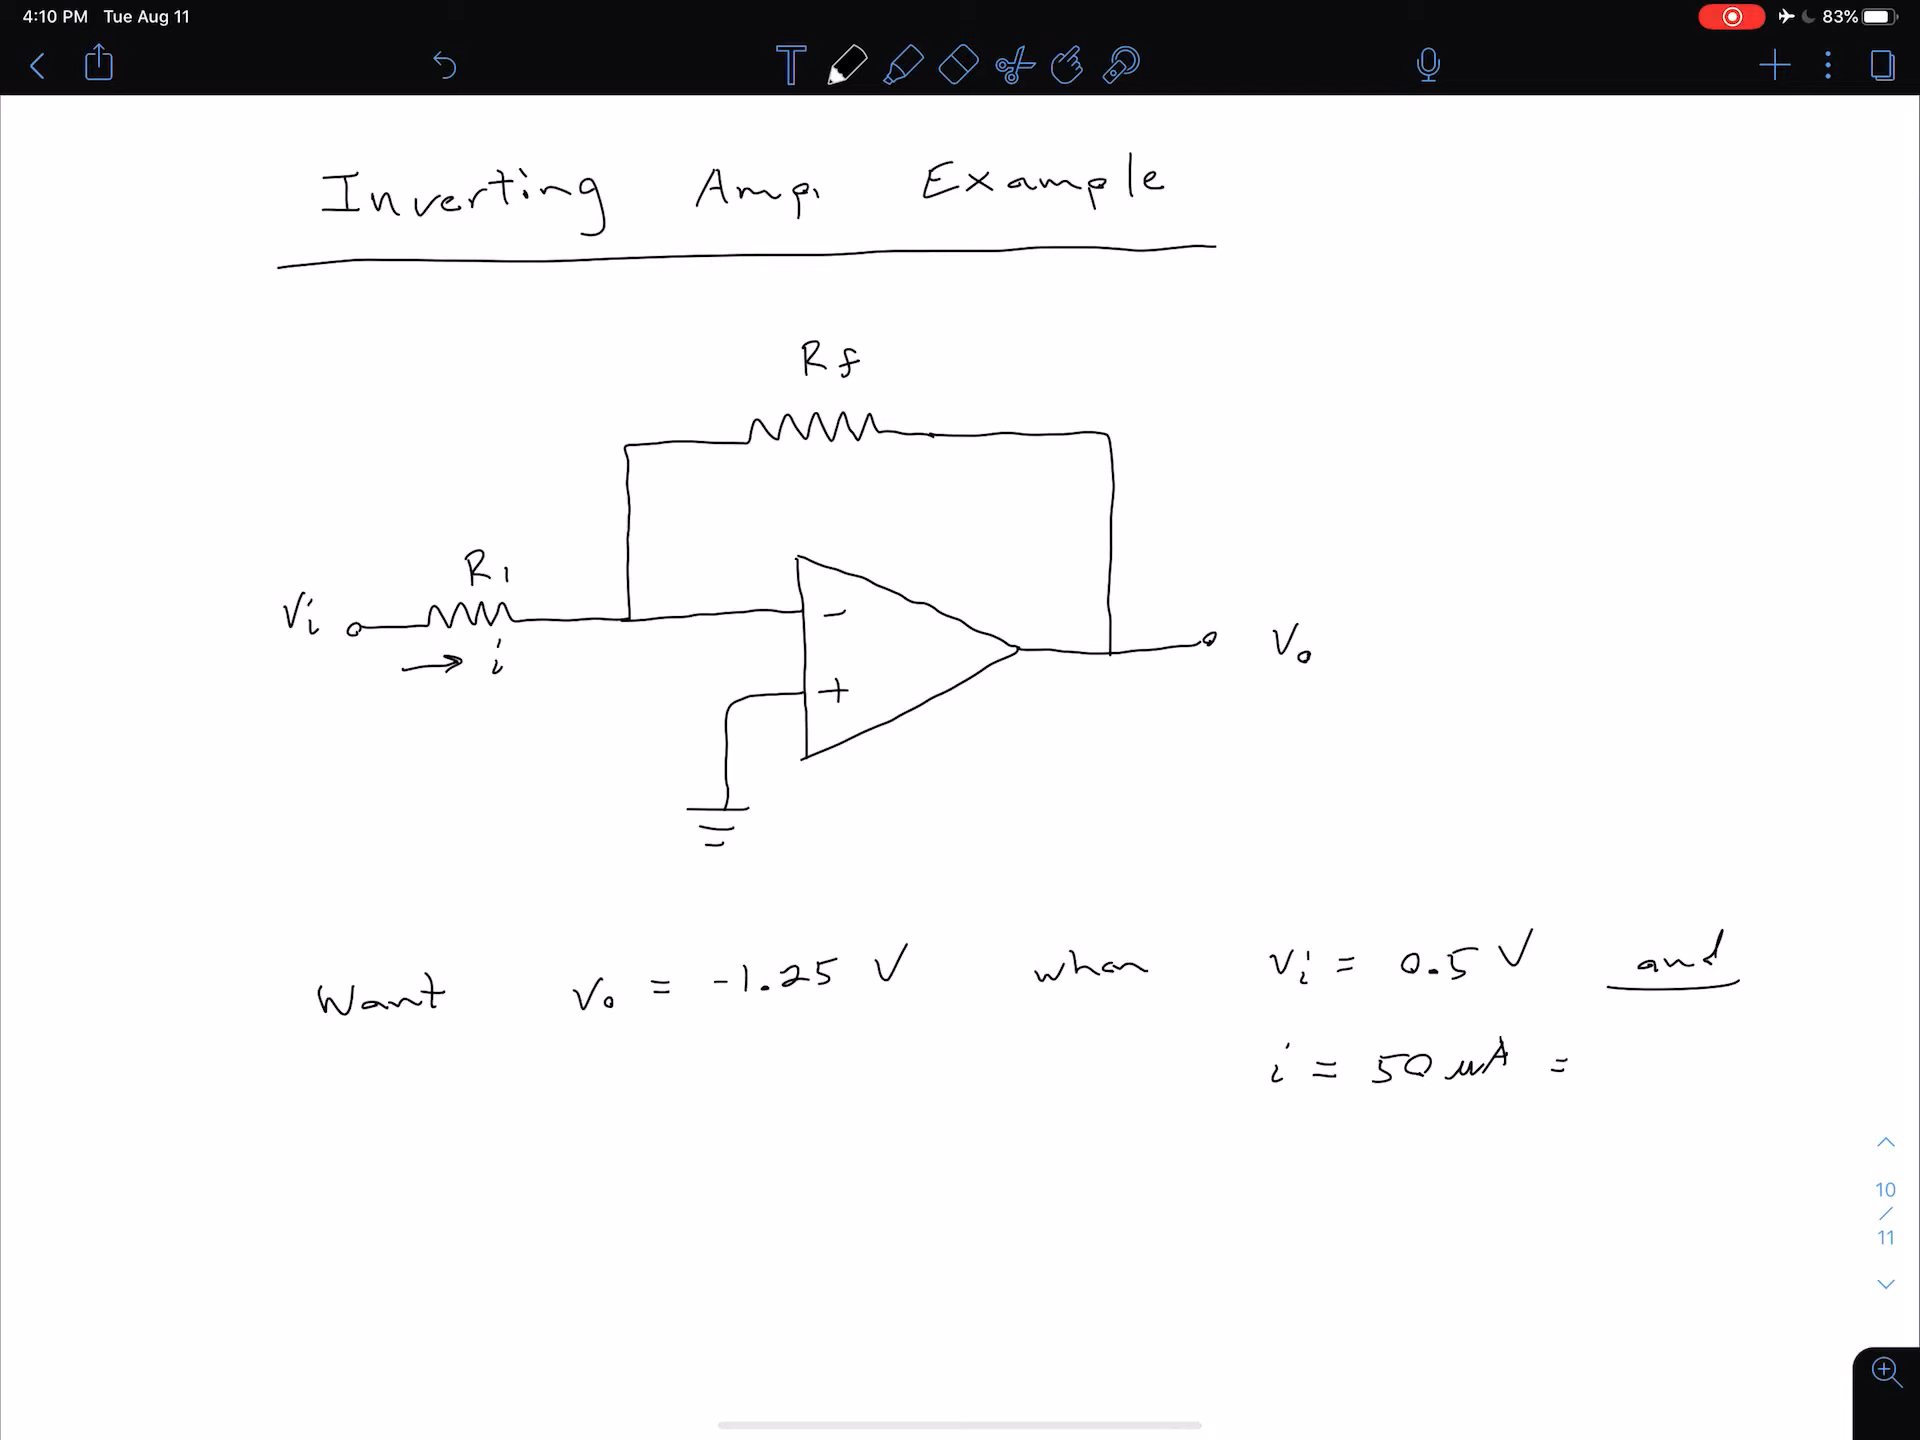 4:10 PM Tue Aug 11
83%
T
Inverting Amp. Example
Rf
R1
Vi
i
-
+
Vo
Want Vo = -1.25 V when Vi = 0.5 V and
i = 50 μA =
10
/
11